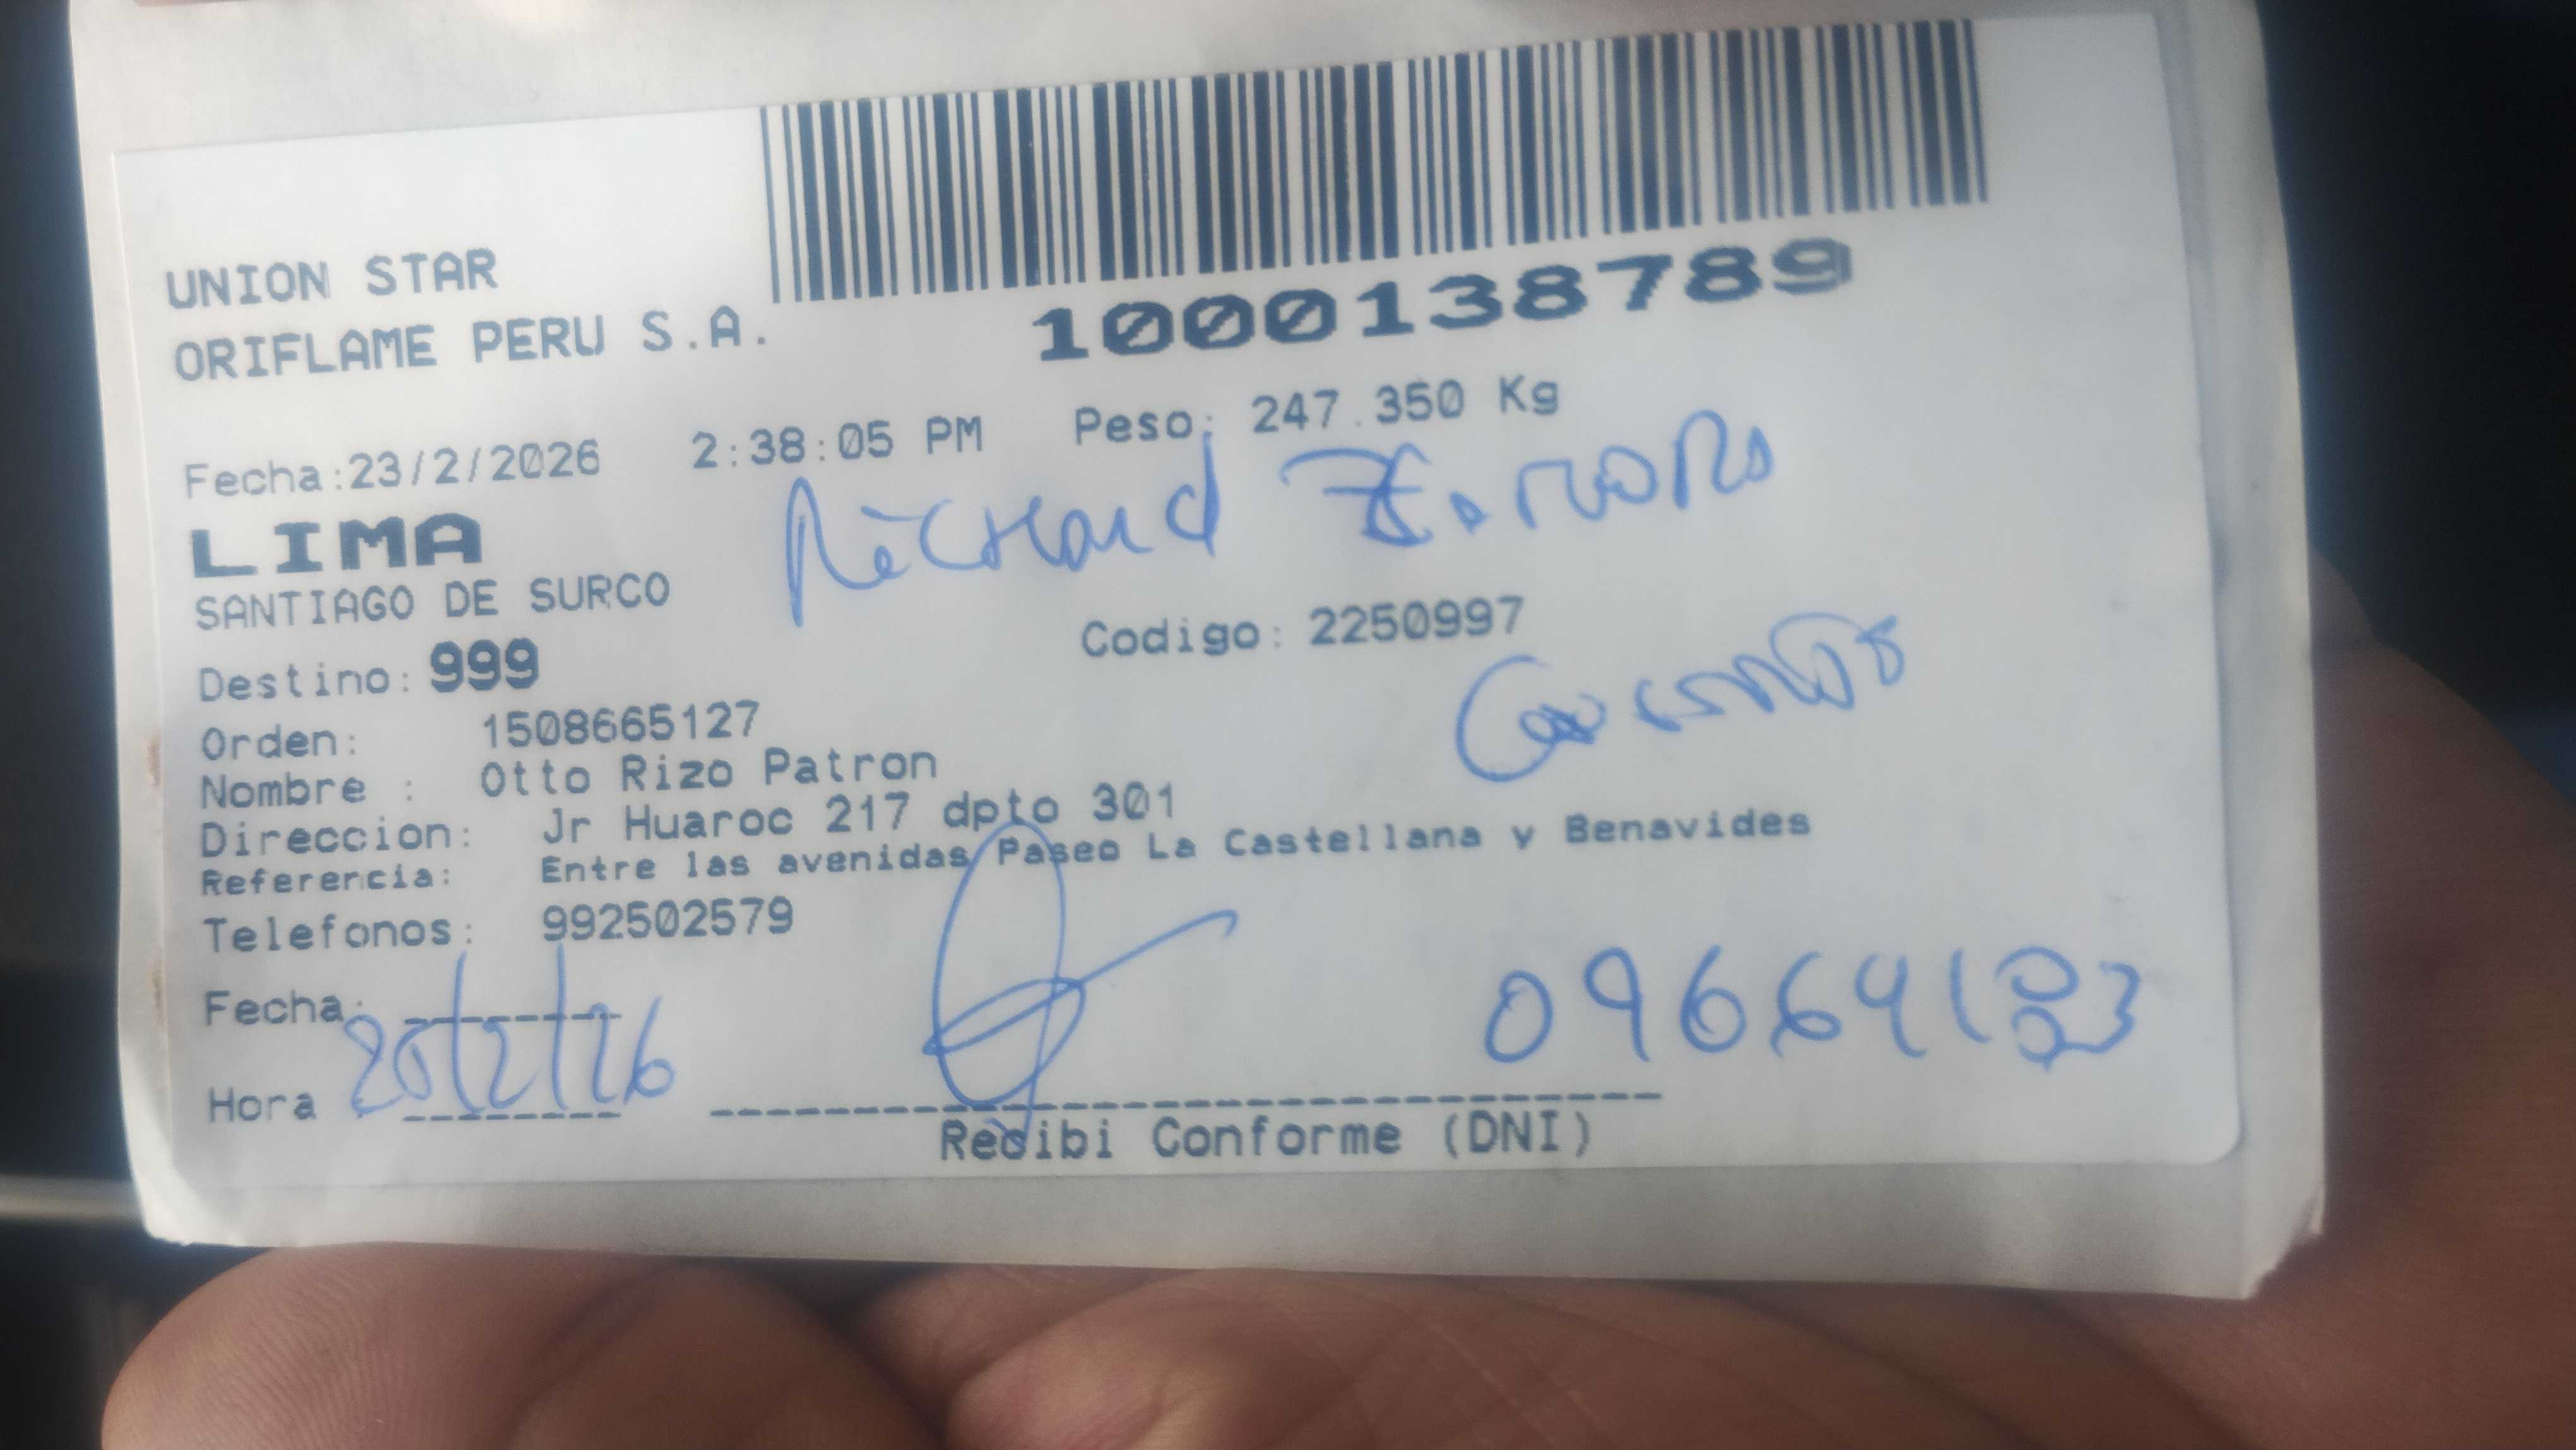 1000138789
UNION STAR
ORIFLAME PERU S.A.
Fecha:23/2/2026 2:38:05 PM Peso: 247.350 Kg
LIMA
Richard
SANTIAGO DE SURCO
Codigo: 2250997
Destino: 999
Orden: 1508665127
Nombre : Otto Rizo Patron
Direccion: Jr Huaroc 217 dpto 301
Referencia: Entre las avenidas Paseo La Castellana y Benavides
Telefonos: 992502579
Fecha:
Hora
Recibi Conforme (DNI)